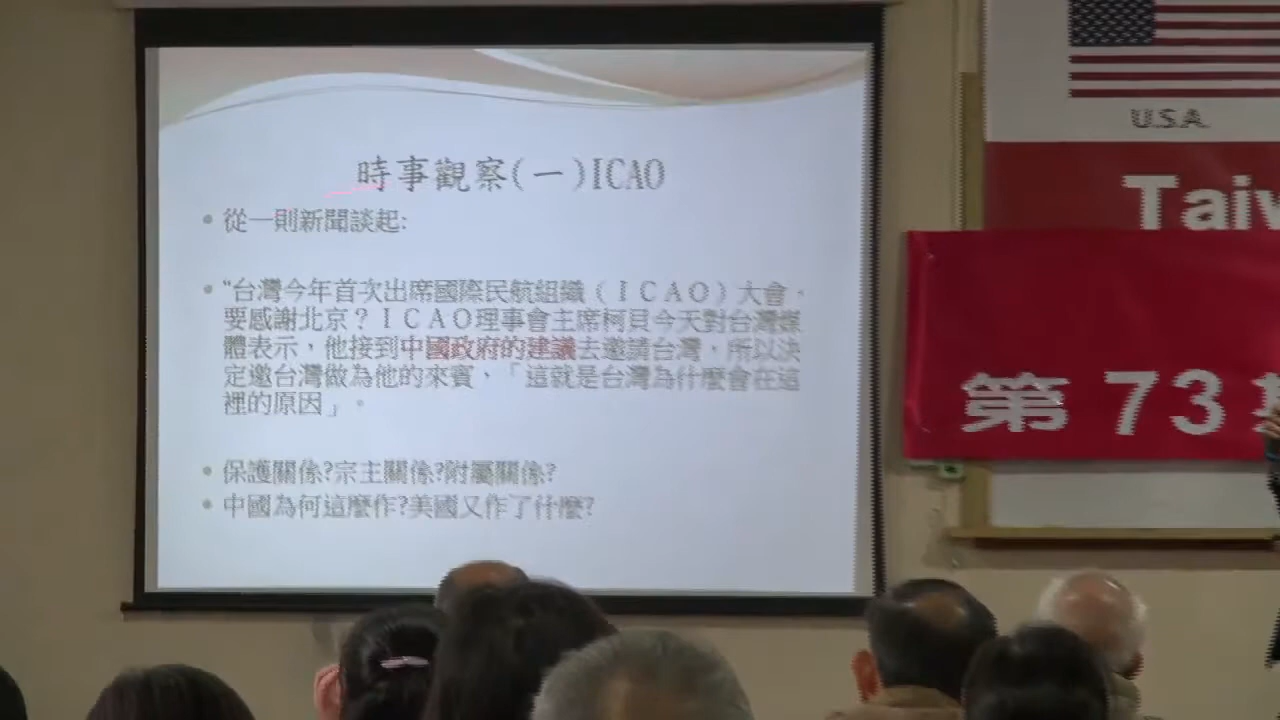 時事觀察(一)ICAO
從一則新聞談起:
“台灣今年首次出席國際民航組織（ＩＣＡＯ）大會，
要感謝北京？ＩＣＡＯ理事會主席柯貝今天對台灣媒
體表示，他接到中國政府的建議去邀請台灣，所以決
定邀台灣做為他的來賓，「這就是台灣為什麼會在這
裡的原因」。
保護關係?宗主關係?附屬關係?
中國為何這麼作?美國又作了什麼?
U.S.A.
Taiw
第 73